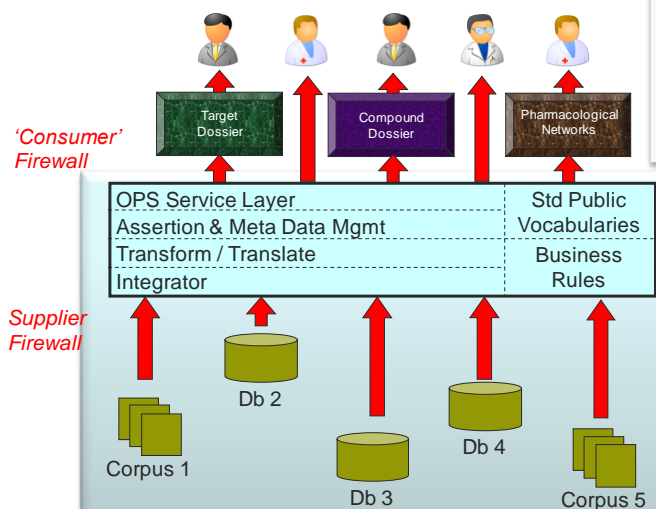 Target
Dossier
Compound
Dossier
Pharmacological
Networks
'Consumer'
Firewall
OPS Service Layer
Assertion & Meta Data Mgmt
Transform / Translate
Integrator
Std Public
Vocabularies
Business
Rules
Supplier
Firewall
Db 2
Db 4
Corpus 1
Db 3
Corpus 5